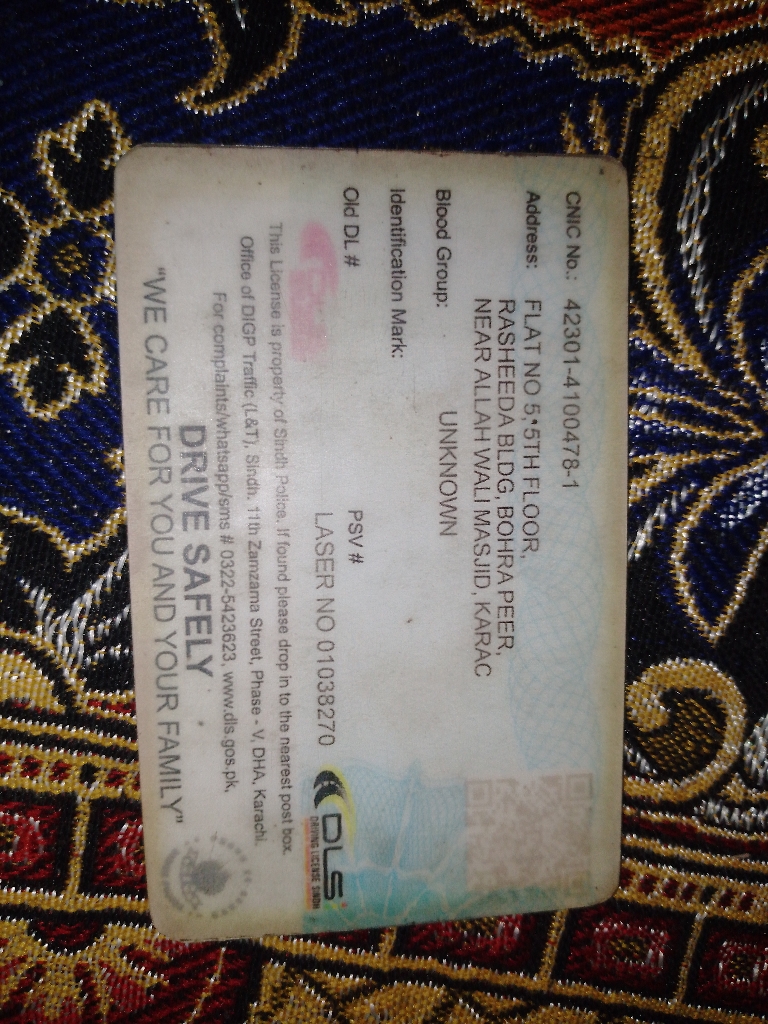 CNIC No.: 42301-4100478-1
Address: FLAT NO 5,5TH FLOOR,
RASHEEDA BLDG, BOHRA PEER,
NEAR ALLAH WALI MASJID, KARAC
Blood Group: UNKNOWN
Identification Mark:
Old DL # PSV #
LASER NO 01038270
DLS
DRIVING LICENSE SINDH
This License is property of Sindh Police. If found please drop in to the nearest post box.
Office of DIGP Traffic (L&T), Sindh, 11th Zamzama Street, Phase - V, DHA, Karachi.
For complaints/whatsapp/sms # 0322-5423623, www.dls.gos.pk,
DRIVE SAFELY
"WE CARE FOR YOU AND YOUR FAMILY"